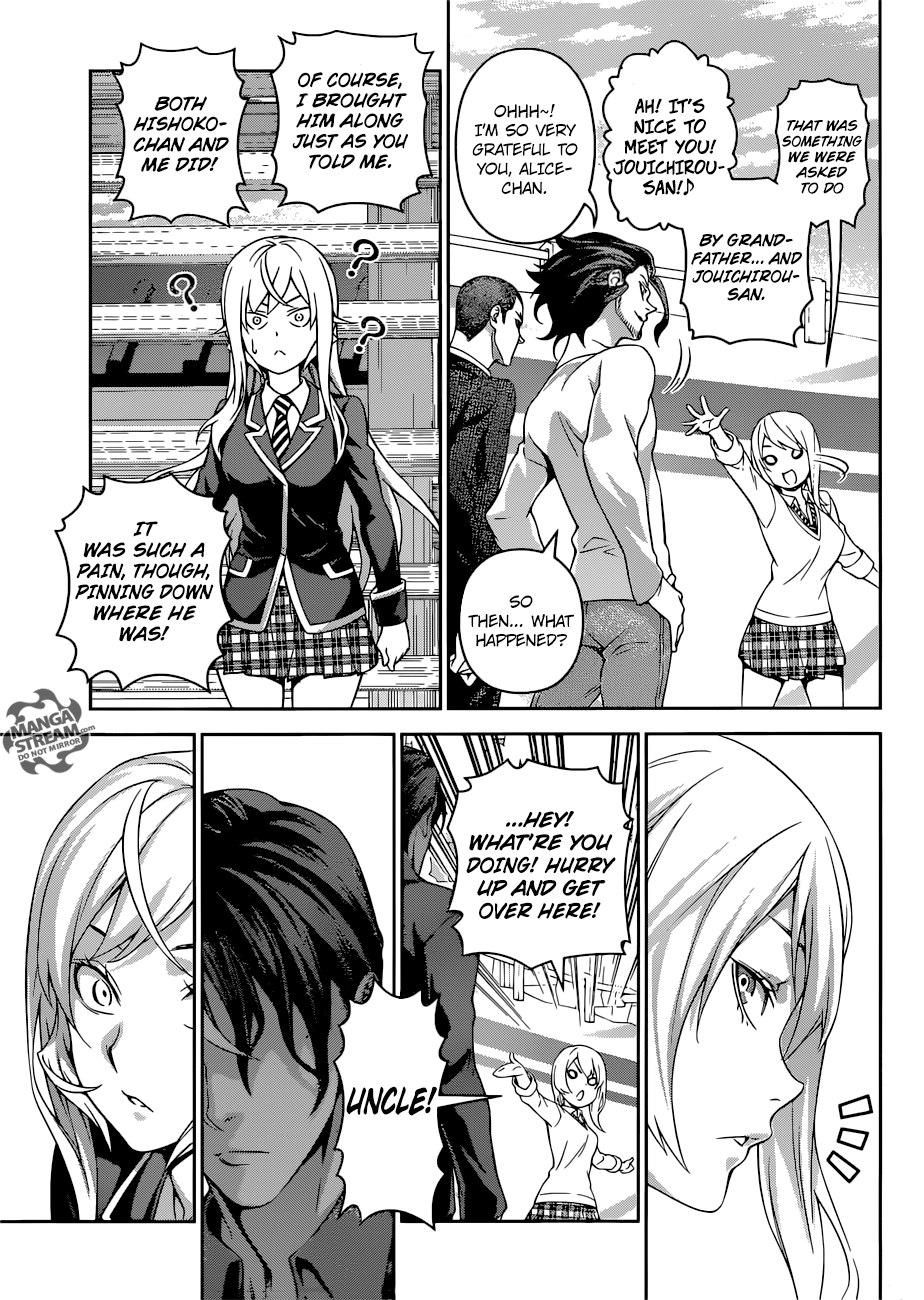 THAT WAS
SOMETHING
WE WERE
ASKED
TO DO
BY GRAND-
FATHER... AND
JOUICHIROU-
SAN.
AH! IT'S
NICE TO
MEET YOU!
JOUICHIROU-
SAN!♪
OHHH~!
I'M SO VERY
GRATEFUL TO
YOU, ALICE-
CHAN.
SO
THEN... WHAT
HAPPENED?
OF COURSE,
I BROUGHT
HIM ALONG
JUST AS YOU
TOLD ME.
BOTH
HISHOKO-
CHAN AND
ME DID!
?
?
?
IT
WAS SUCH A
PAIN, THOUGH,
PINNING DOWN
WHERE HE
WAS!
MANGA
STREAM.com
DO NOT MIRROR
...HEY!
WHAT'RE YOU
DOING! HURRY
UP AND GET
OVER HERE!
UNCLE!